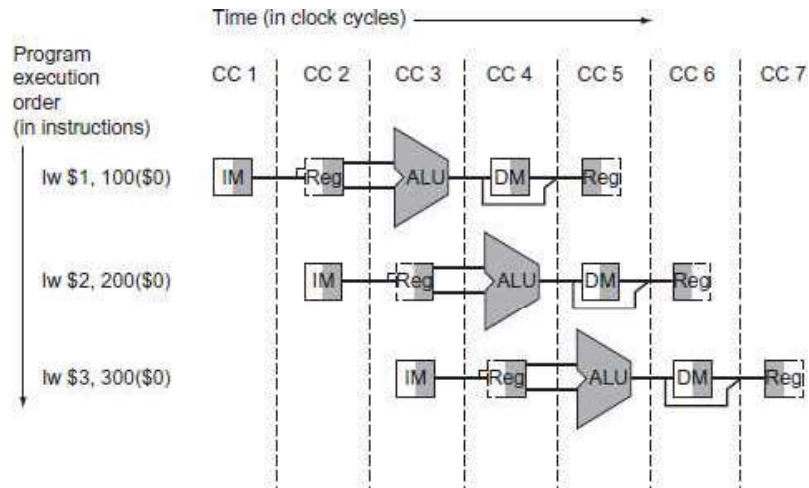 Time (in clock cycles)
Program
execution
order
(in instructions)
CC 1 CC 2 CC 3 CC 4 CC 5 CC 6 CC 7
lw $1, 100($0) IM Reg ALU DM Reg
lw $2, 200($0) IM Reg ALU DM Reg
lw $3, 300($0) IM Reg ALU DM Reg